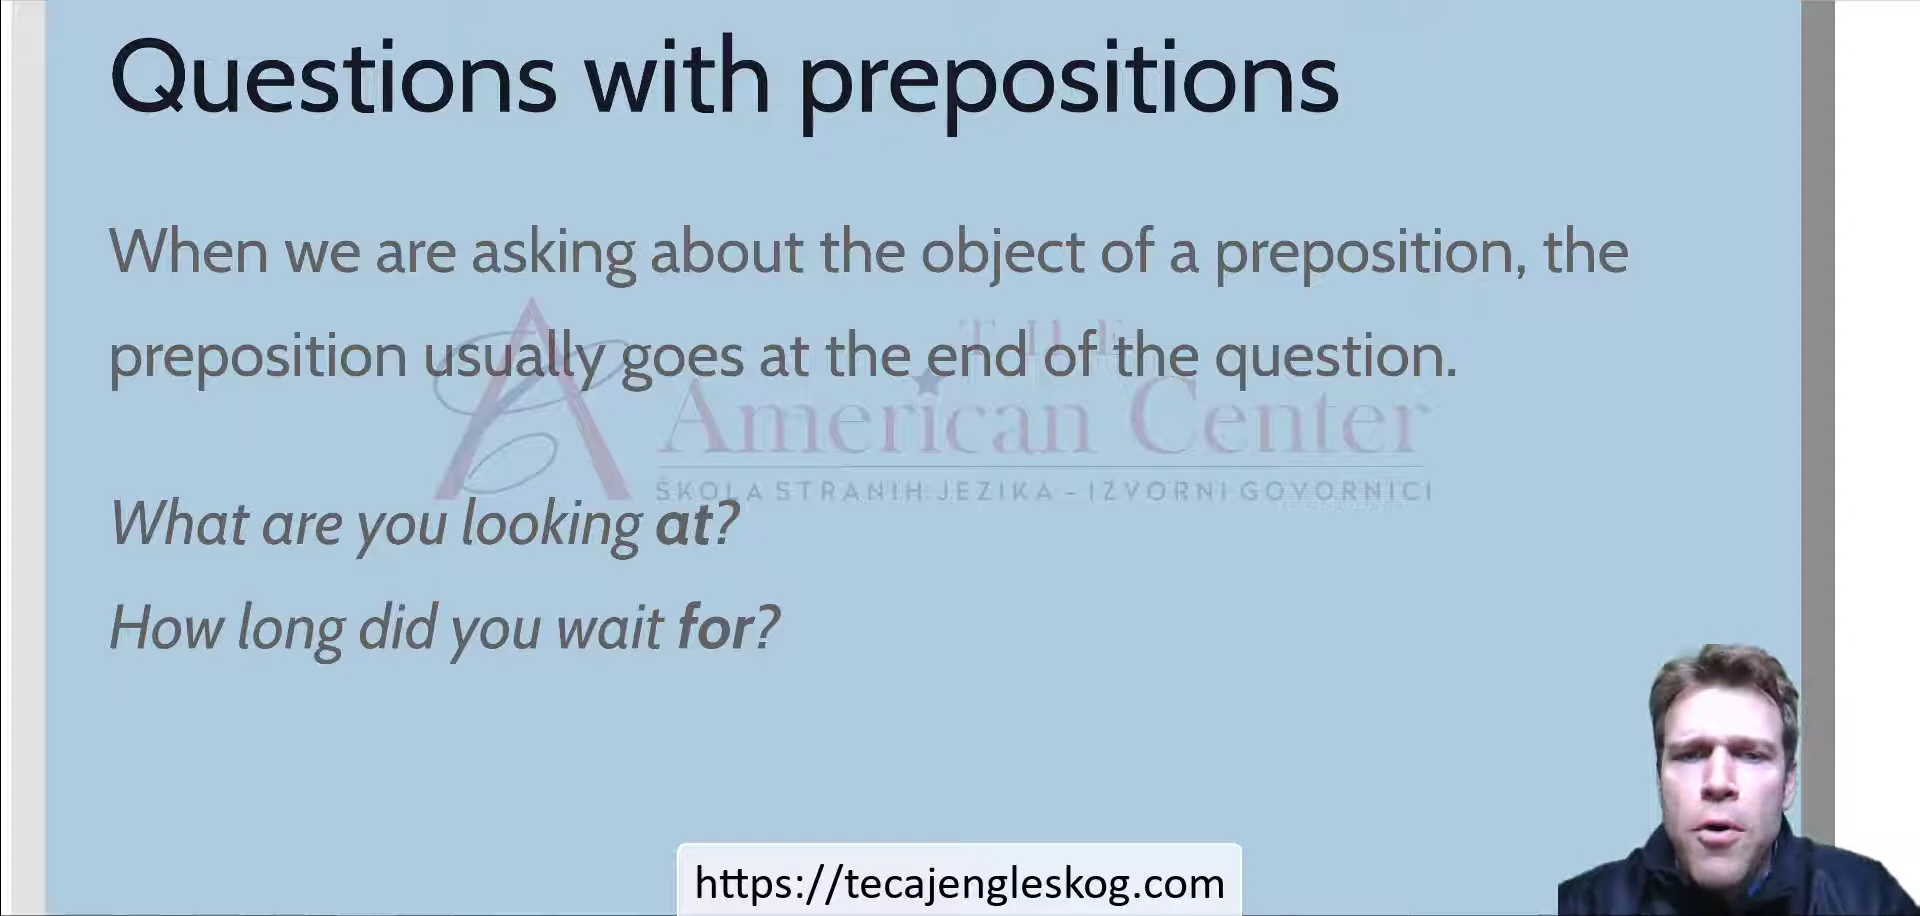 Questions with prepositions
When we are asking about the object of a preposition, the
preposition usually goes at the end of the question.
THE
American Center
ŠKOLA STRANIH JEZIKA - IZVORNI GOVORNICI
What are you looking at?
How long did you wait for?
https://tecajengleskog.com